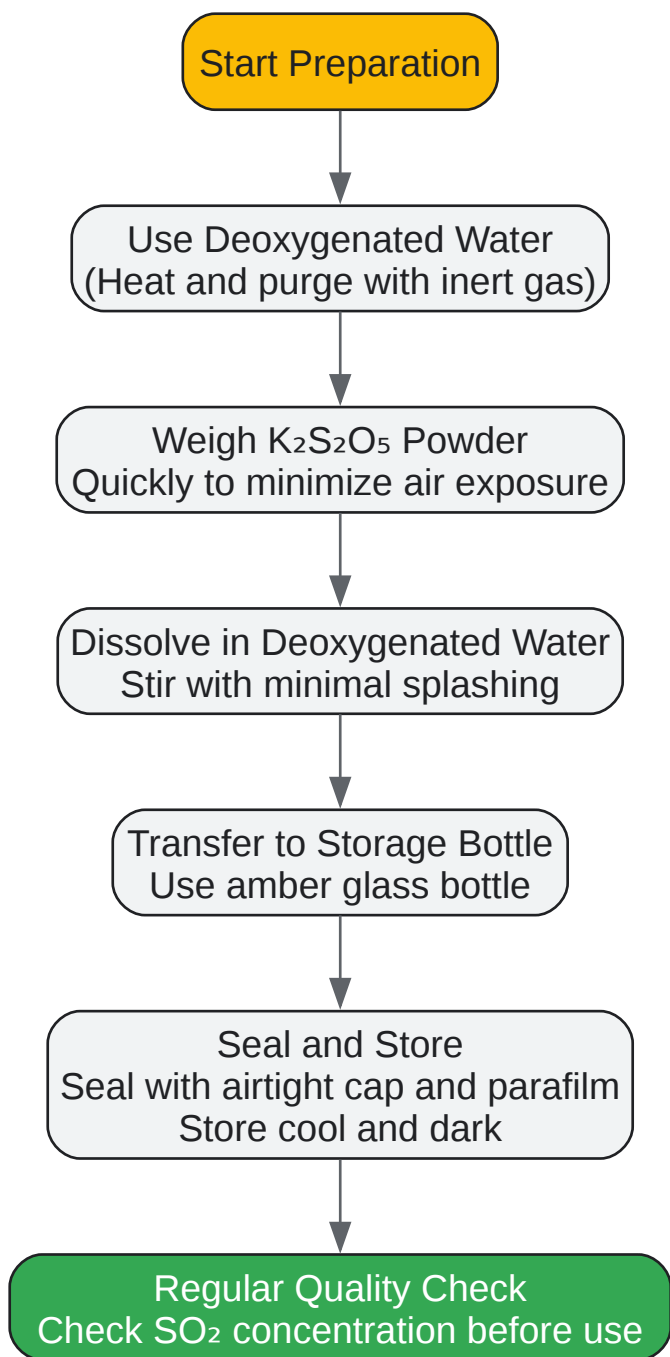 Start Preparation
Use Deoxygenated Water
(Heat and purge with inert gas)
Weigh K₂S₂O₅ Powder
Quickly to minimize air exposure
Dissolve in Deoxygenated Water
Stir with minimal splashing
Transfer to Storage Bottle
Use amber glass bottle
Seal and Store
Seal with airtight cap and parafilm
Store cool and dark
Regular Quality Check
Check SO₂ concentration before use